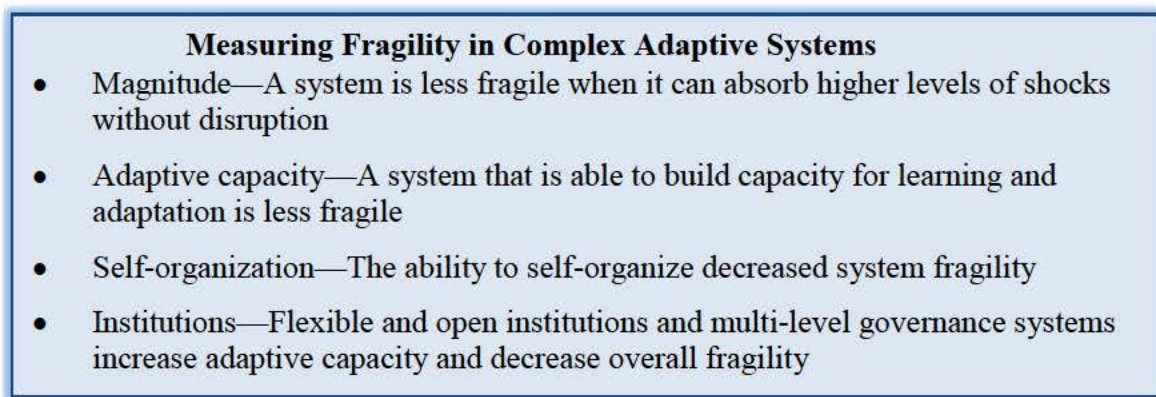 Measuring Fragility in Complex Adaptive Systems
● Magnitude—A system is less fragile when it can absorb higher levels of shocks
without disruption
● Adaptive capacity—A system that is able to build capacity for learning and
adaptation is less fragile
● Self-organization—The ability to self-organize decreased system fragility
● Institutions—Flexible and open institutions and multi-level governance systems
increase adaptive capacity and decrease overall fragility